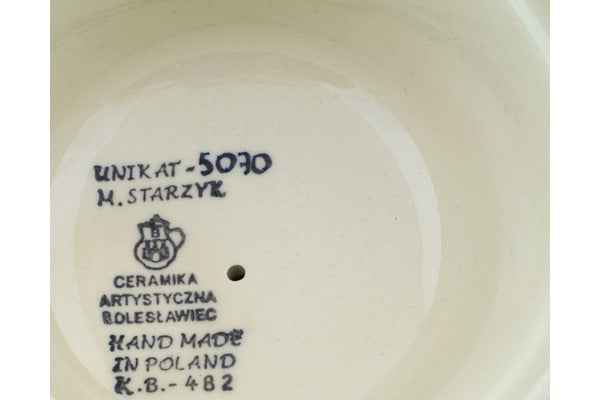 UNIKAT-5070
M. STARZYK
CERAMIKA
ARTYSTYCZNA
BOLESŁAWIEC
HAND MADE
IN POLAND
K.B.-482